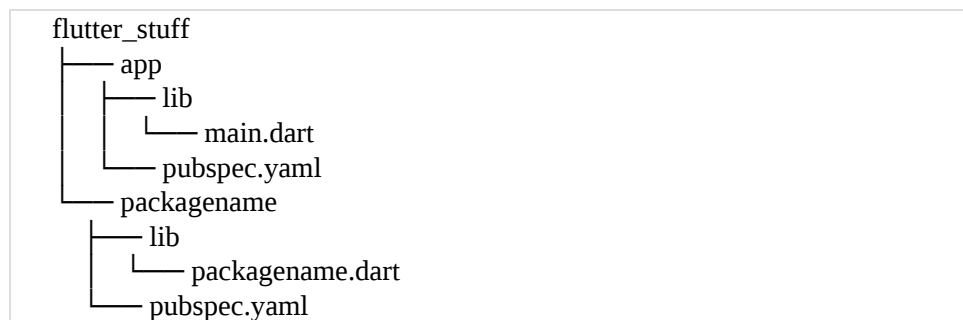 flutter_stuff
├── app
│   ├── lib
│   │   └── main.dart
│   └── pubspec.yaml
└── packagename
    ├── lib
    │   └── packagename.dart
    └── pubspec.yaml